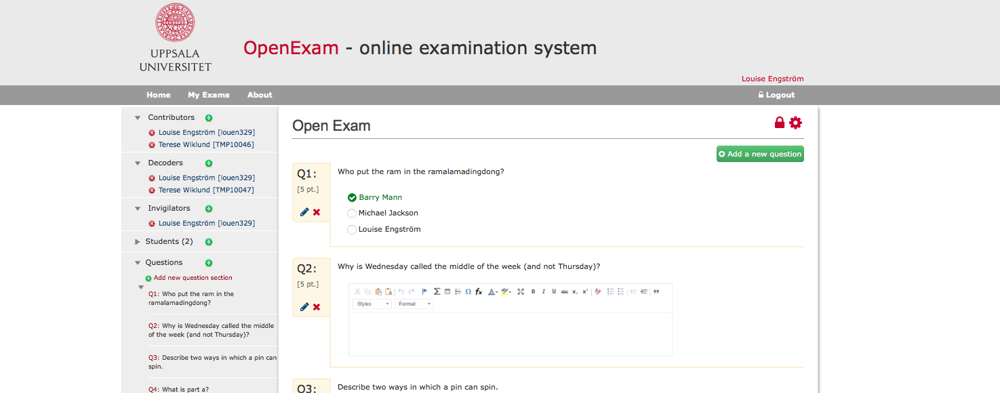 UPPSALA
UNIVERSITET
OpenExam - online examination system
Louise Engström
Home My Exams About Logout
Contributors
Louise Engström [louen329]
Terese Wiklund [TMP10046]
Decoders
Louise Engström [louen329]
Terese Wiklund [TMP10047]
Invigilators
Louise Engström [louen329]
Students (2)
Questions
Add new question section
Q1: Who put the ram in the
ramalamadingdong?
Q2: Why is Wednesday called the middle
of the week (and not Thursday)?
Q3: Describe two ways in which a pin can
spin.
Q4: What is part a?
Open Exam
Add a new question
Q1:
[5 pt.]
Who put the ram in the ramalamadingdong?
Barry Mann
Michael Jackson
Louise Engström
Q2:
[5 pt.]
Why is Wednesday called the middle of the week (and not Thursday)?
Styles Format
Q3:
Describe two ways in which a pin can spin.